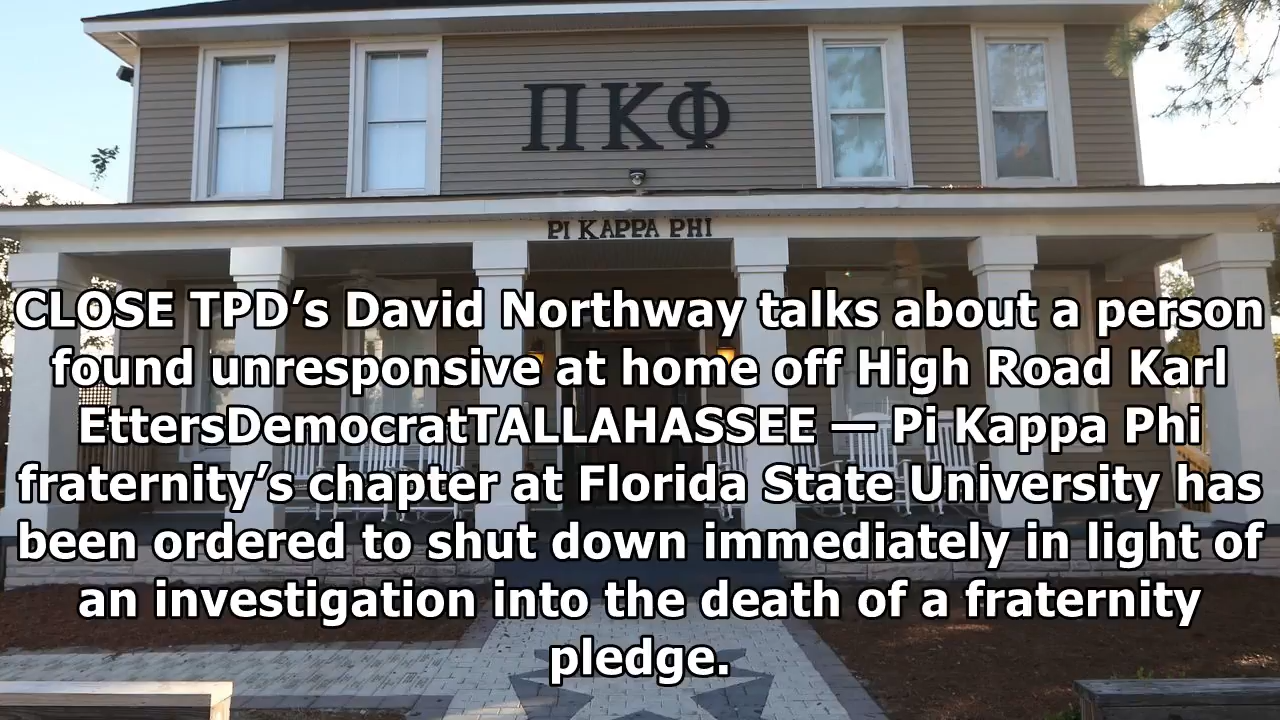 ΠΚΦ
PI KAPPA PHI
CLOSE TPD’s David Northway talks about a person
found unresponsive at home off High Road Karl
EttersDemocratTALLAHASSEE — Pi Kappa Phi
fraternity’s chapter at Florida State University has
been ordered to shut down immediately in light of
an investigation into the death of a fraternity
pledge.